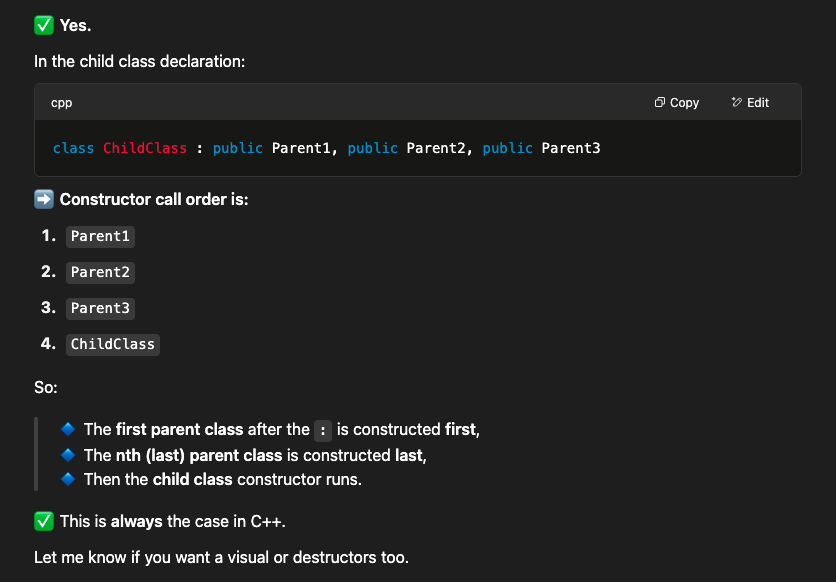 ✅ Yes.
In the child class declaration:
cpp Copy Edit
class ChildClass : public Parent1, public Parent2, public Parent3
➡️ Constructor call order is:
1. Parent1
2. Parent2
3. Parent3
4. ChildClass
So:
🔷 The first parent class after the : is constructed first,
🔷 The nth (last) parent class is constructed last,
🔷 Then the child class constructor runs.
✅ This is always the case in C++.
Let me know if you want a visual or destructors too.